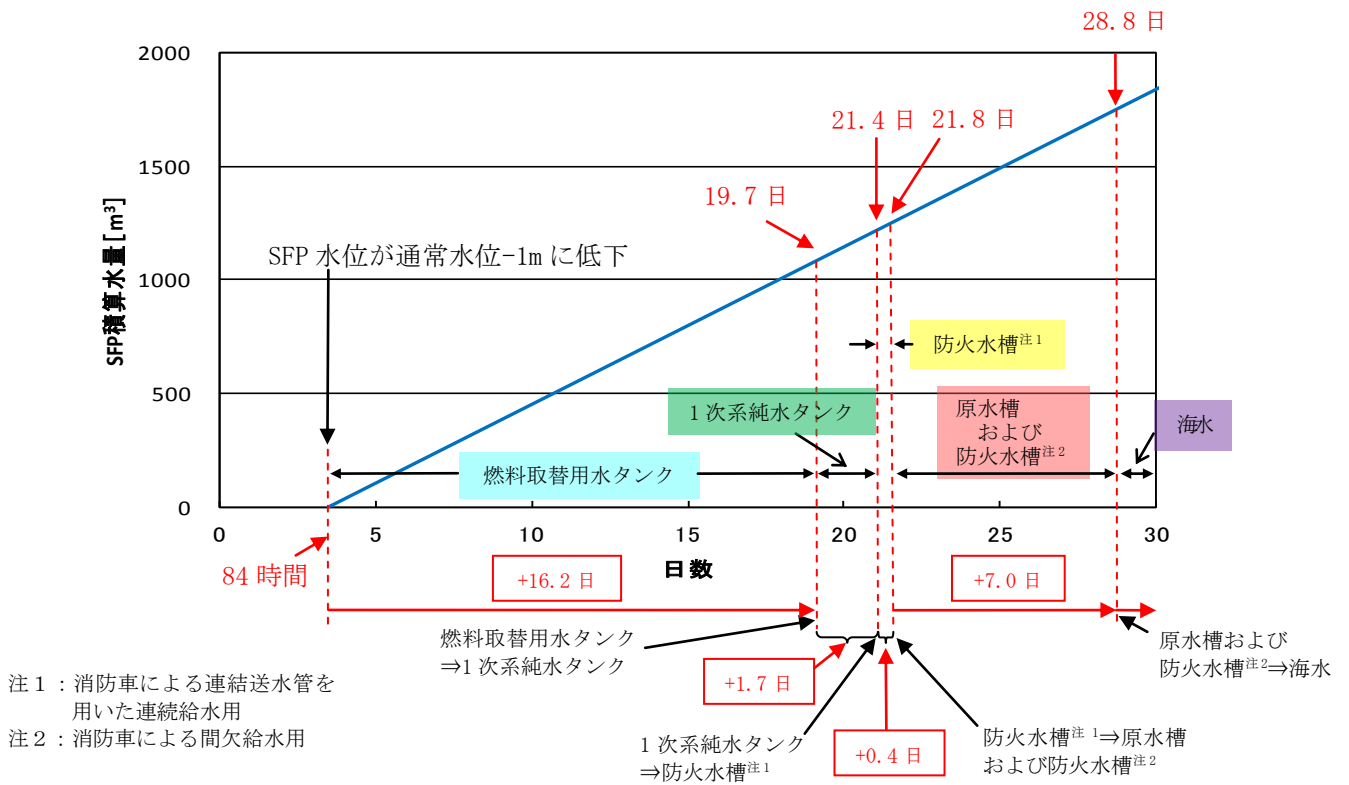 28.8 日
2000
1500
1000
500
0
SFP積算水量[m³]
21.4 日
21.8 日
19.7 日
SFP 水位が通常水位-1m に低下
防火水槽注1
1 次系純水タンク
原水槽
および
防火水槽注2
海水
燃料取替用水タンク
0
5
10
15
20
25
30
日数
84 時間
+16.2 日
+7.0 日
燃料取替用水タンク
⇒1 次系純水タンク
+1.7 日
原水槽および
防火水槽注2⇒海水
注１：消防車による連結送水管を
用いた連続給水用
注２：消防車による間欠給水用
1 次系純水タンク
⇒防火水槽注1
+0.4 日
防火水槽注 1⇒原水槽
および防火水槽注2